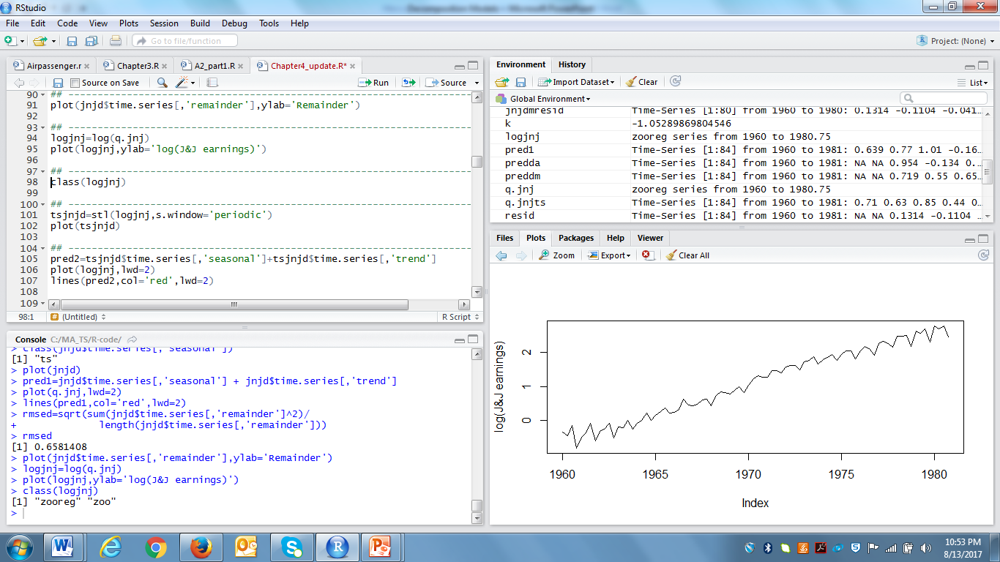 Decomposition Models - Microsoft PowerPoint
RStudio
File Edit Code View Plots Session Build Debug Tools Help
Go to file/function Project: (None)
Airpassenger.r Chapter3.R A2_part1.R Chapter4_update.R*
Source on Save Run Source
90 ## ----------------------------------------------------------------------
91 plot(jnjd$time.series[,'remainder'],ylab='Remainder')
92
93 ## ----------------------------------------------------------------------
94 logjnj=log(q.jnj)
95 plot(logjnj,ylab='log(J&J earnings)')
96
97 ## ----------------------------------------------------------------------
98 class(logjnj)
99
100 ## ----------------------------------------------------------------------
101 tsjnjd=stl(logjnj,s.window='periodic')
102 plot(tsjnjd)
103
104 ## ----------------------------------------------------------------------
105 pred2=tsjnjd$time.series[,'seasonal']+tsjnjd$time.series[,'trend']
106 plot(logjnj,lwd=2)
107 lines(pred2,col='red',lwd=2)
108
109
98:1 # (Untitled) R Script
Console C:/MA_TS/R-code/
> class(jnjd$time.series[,'seasonal'])
[1] "ts"
> plot(jnjd)
> pred1=jnjd$time.series[,'seasonal'] + jnjd$time.series[,'trend']
> plot(q.jnj,lwd=2)
> lines(pred1,col='red',lwd=2)
> rmsed=sqrt(sum(jnjd$time.series[,'remainder']^2)/
+ length(jnjd$time.series[,'remainder']))
> rmsed
[1] 0.6581408
> plot(jnjd$time.series[,'remainder'],ylab='Remainder')
> logjnj=log(q.jnj)
> plot(logjnj,ylab='log(J&J earnings)')
> class(logjnj)
[1] "zooreg" "zoo"
>
Environment History
Import Dataset Clear List
Global Environment
jnjdmresid Time-Series [1:80] from 1960 to 1980: 0.1314 -0.1104 -0.041…
k -1.05289869804546
logjnj zooreg series from 1960 to 1980.75
pred1 Time-Series [1:84] from 1960 to 1981: 0.639 0.77 1.01 -0.16…
predda Time-Series [1:84] from 1960 to 1981: NA NA 0.954 -0.134 0.…
preddm Time-Series [1:84] from 1960 to 1981: NA NA 0.719 0.55 0.65…
q.jnj zooreg series from 1960 to 1980.75
q.jnjts Time-Series [1:84] from 1960 to 1981: 0.71 0.63 0.85 0.44 0…
resid Time-Series [1:84] from 1960 to 1981: NA NA 0.1314 -0.1104 …
Files Plots Packages Help Viewer
Zoom Export Clear All
log(J&J earnings)
2
1
0
1960 1965 1970 1975 1980
Index
10:53 PM
8/13/2017